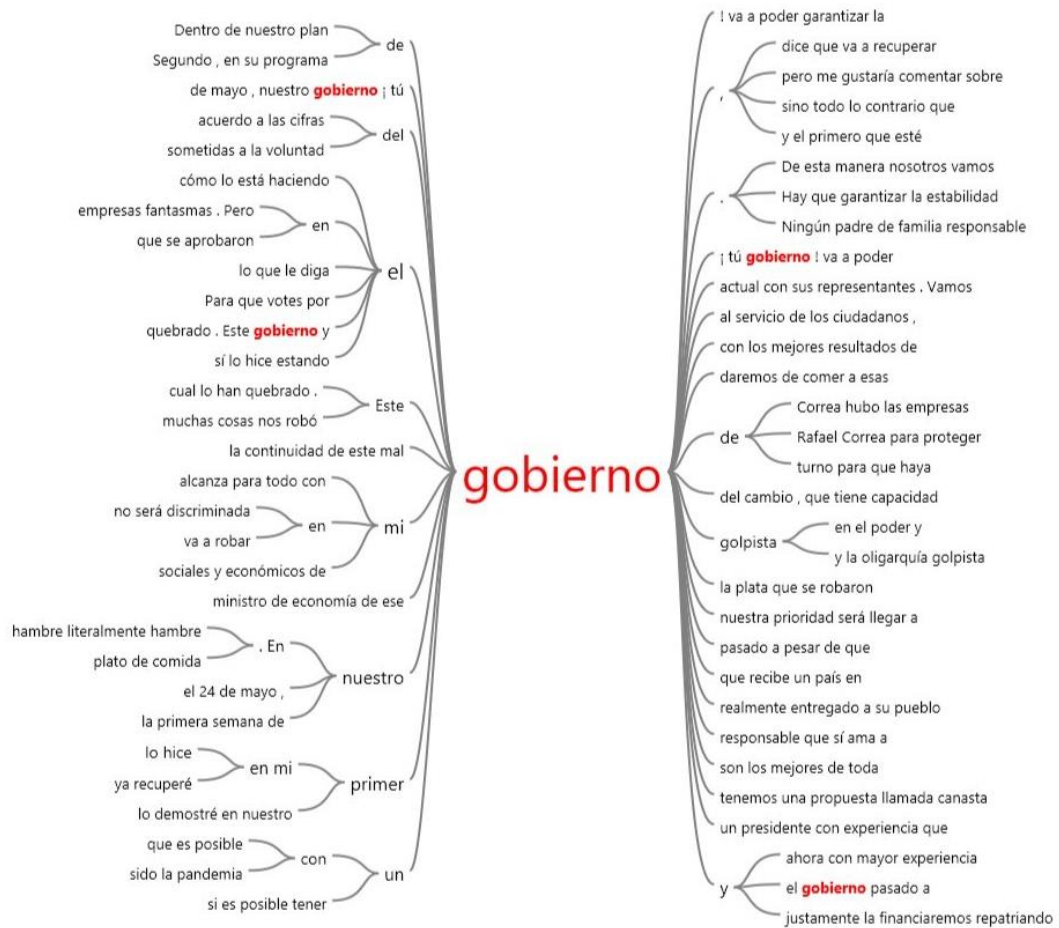 Dentro de nuestro plan
Segundo , en su programa
de
de mayo , nuestro gobierno ¡ tú
acuerdo a las cifras
sometidas a la voluntad
del
cómo lo está haciendo
empresas fantasmas . Pero
que se aprobaron
en
lo que le diga
Para que votes por
quebrado . Este gobierno y
sí lo hice estando
el
cual lo han quebrado .
muchas cosas nos robó
Este
la continuidad de este mal
alcanza para todo con
no será discriminada
va a robar
en
sociales y económicos de
mi
ministro de economía de ese
hambre literalmente hambre
plato de comida
. En
el 24 de mayo ,
la primera semana de
nuestro
lo hice
ya recuperé
en mi
lo demostré en nuestro
primer
que es posible
sido la pandemia
con
si es posible tener
un
gobierno
! va a poder garantizar la
,
dice que va a recuperar
pero me gustaría comentar sobre
sino todo lo contrario que
y el primero que esté
.
De esta manera nosotros vamos
Hay que garantizar la estabilidad
Ningún padre de familia responsable
¡ tú gobierno ! va a poder
actual con sus representantes . Vamos
al servicio de los ciudadanos ,
con los mejores resultados de
daremos de comer a esas
de
Correa hubo las empresas
Rafael Correa para proteger
turno para que haya
del cambio , que tiene capacidad
golpista
en el poder y
y la oligarquía golpista
la plata que se robaron
nuestra prioridad será llegar a
pasado a pesar de que
que recibe un país en
realmente entregado a su pueblo
responsable que sí ama a
son los mejores de toda
tenemos una propuesta llamada canasta
un presidente con experiencia que
y
ahora con mayor experiencia
el gobierno pasado a
justamente la financiaremos repatriando